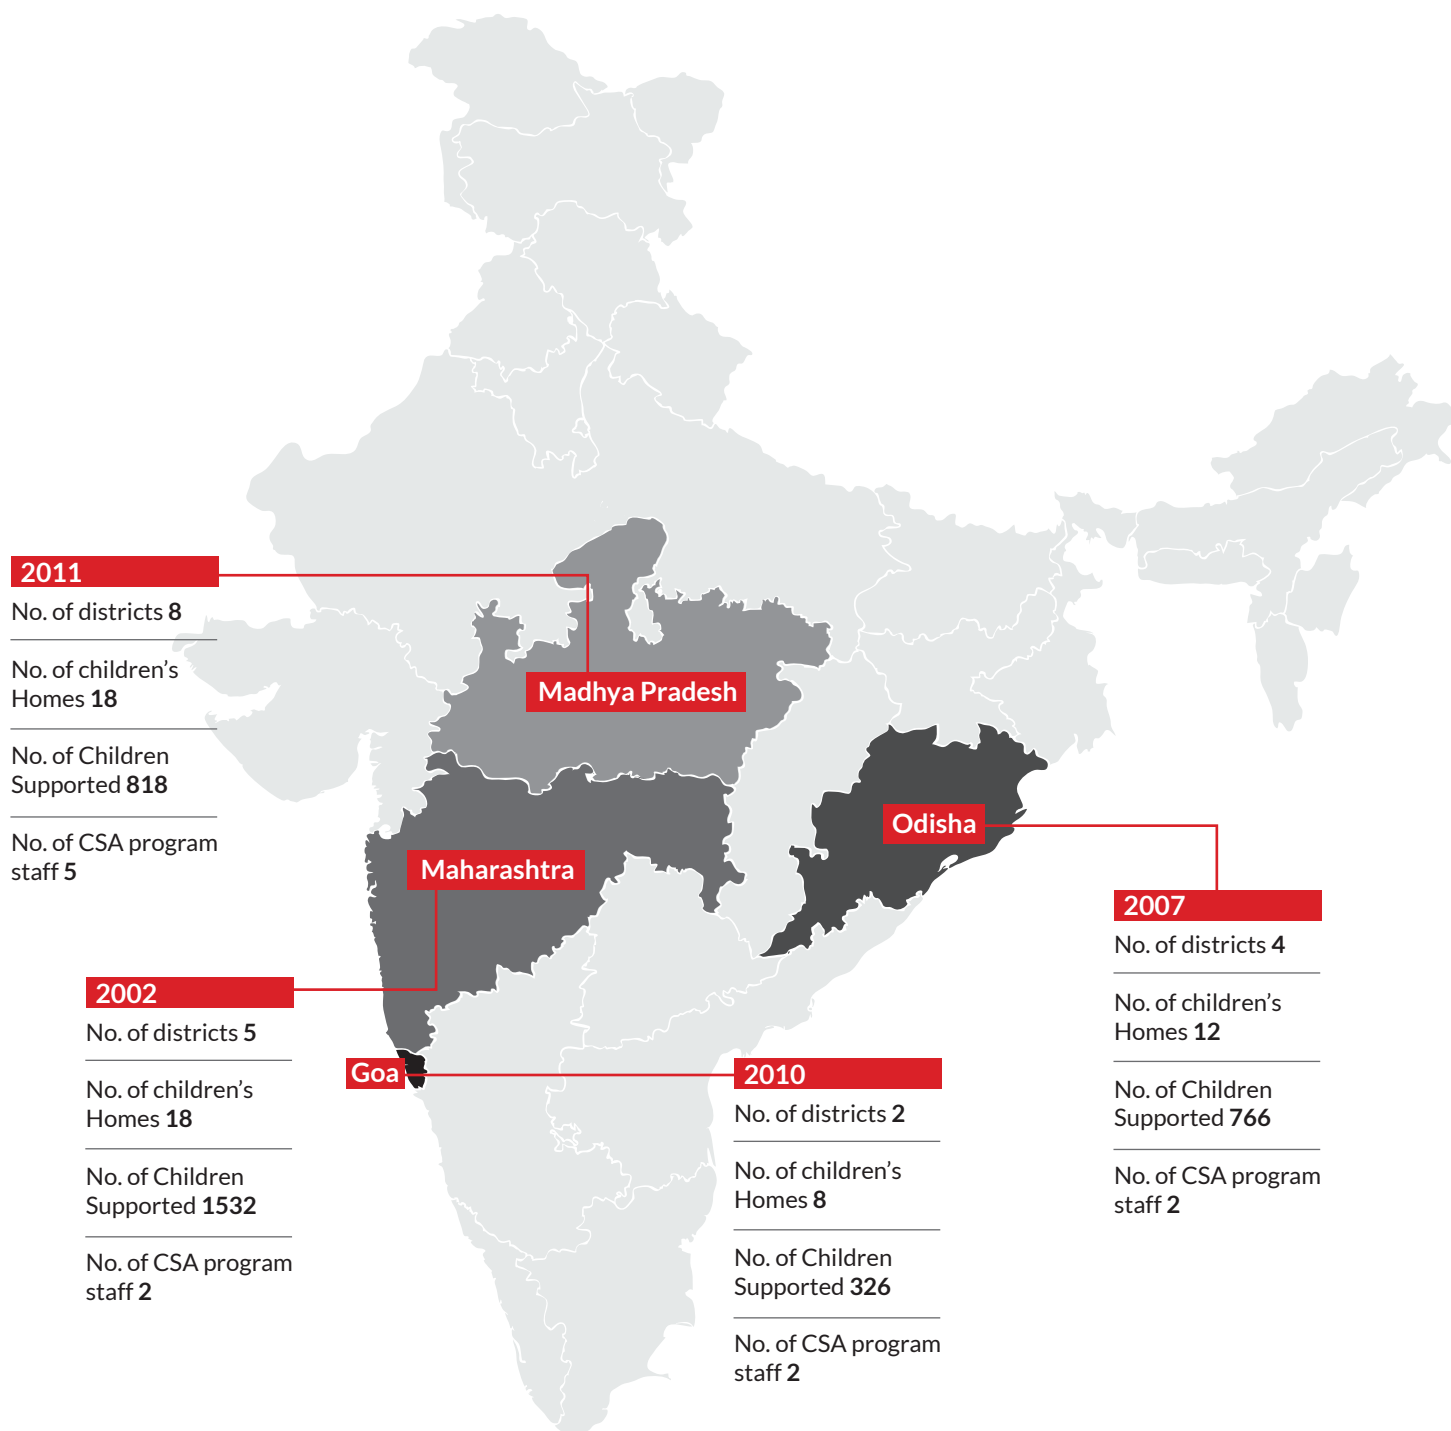 2011
No. of districts 8
No. of children's
Homes 18
No. of Children
Supported 818
No. of CSA program
staff 5
Madhya Pradesh
Maharashtra
Odisha
2002
No. of districts 5
No. of children's
Homes 18
No. of Children
Supported 1532
No. of CSA program
staff 2
Goa
2010
No. of districts 2
No. of children's
Homes 8
No. of Children
Supported 326
No. of CSA program
staff 2
2007
No. of districts 4
No. of children's
Homes 12
No. of Children
Supported 766
No. of CSA program
staff 2